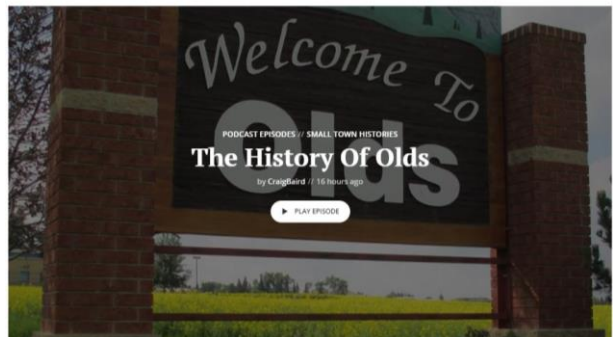 Welcome To
Olds
PODCAST EPISODES // SMALL TOWN HISTORIES
The History Of Olds
by CraigBaird // 16 hours ago
PLAY EPISODE